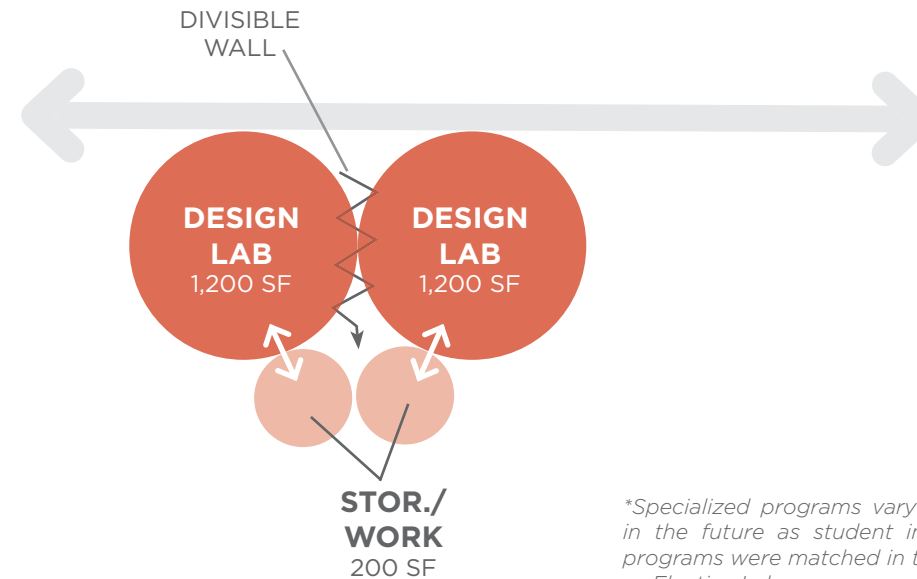 DIVISIBLE
WALL
DESIGN
LAB
1,200 SF
DESIGN
LAB
1,200 SF
STOR./
WORK
200 SF
*Specialized programs vary
in the future as student
programs were matched in